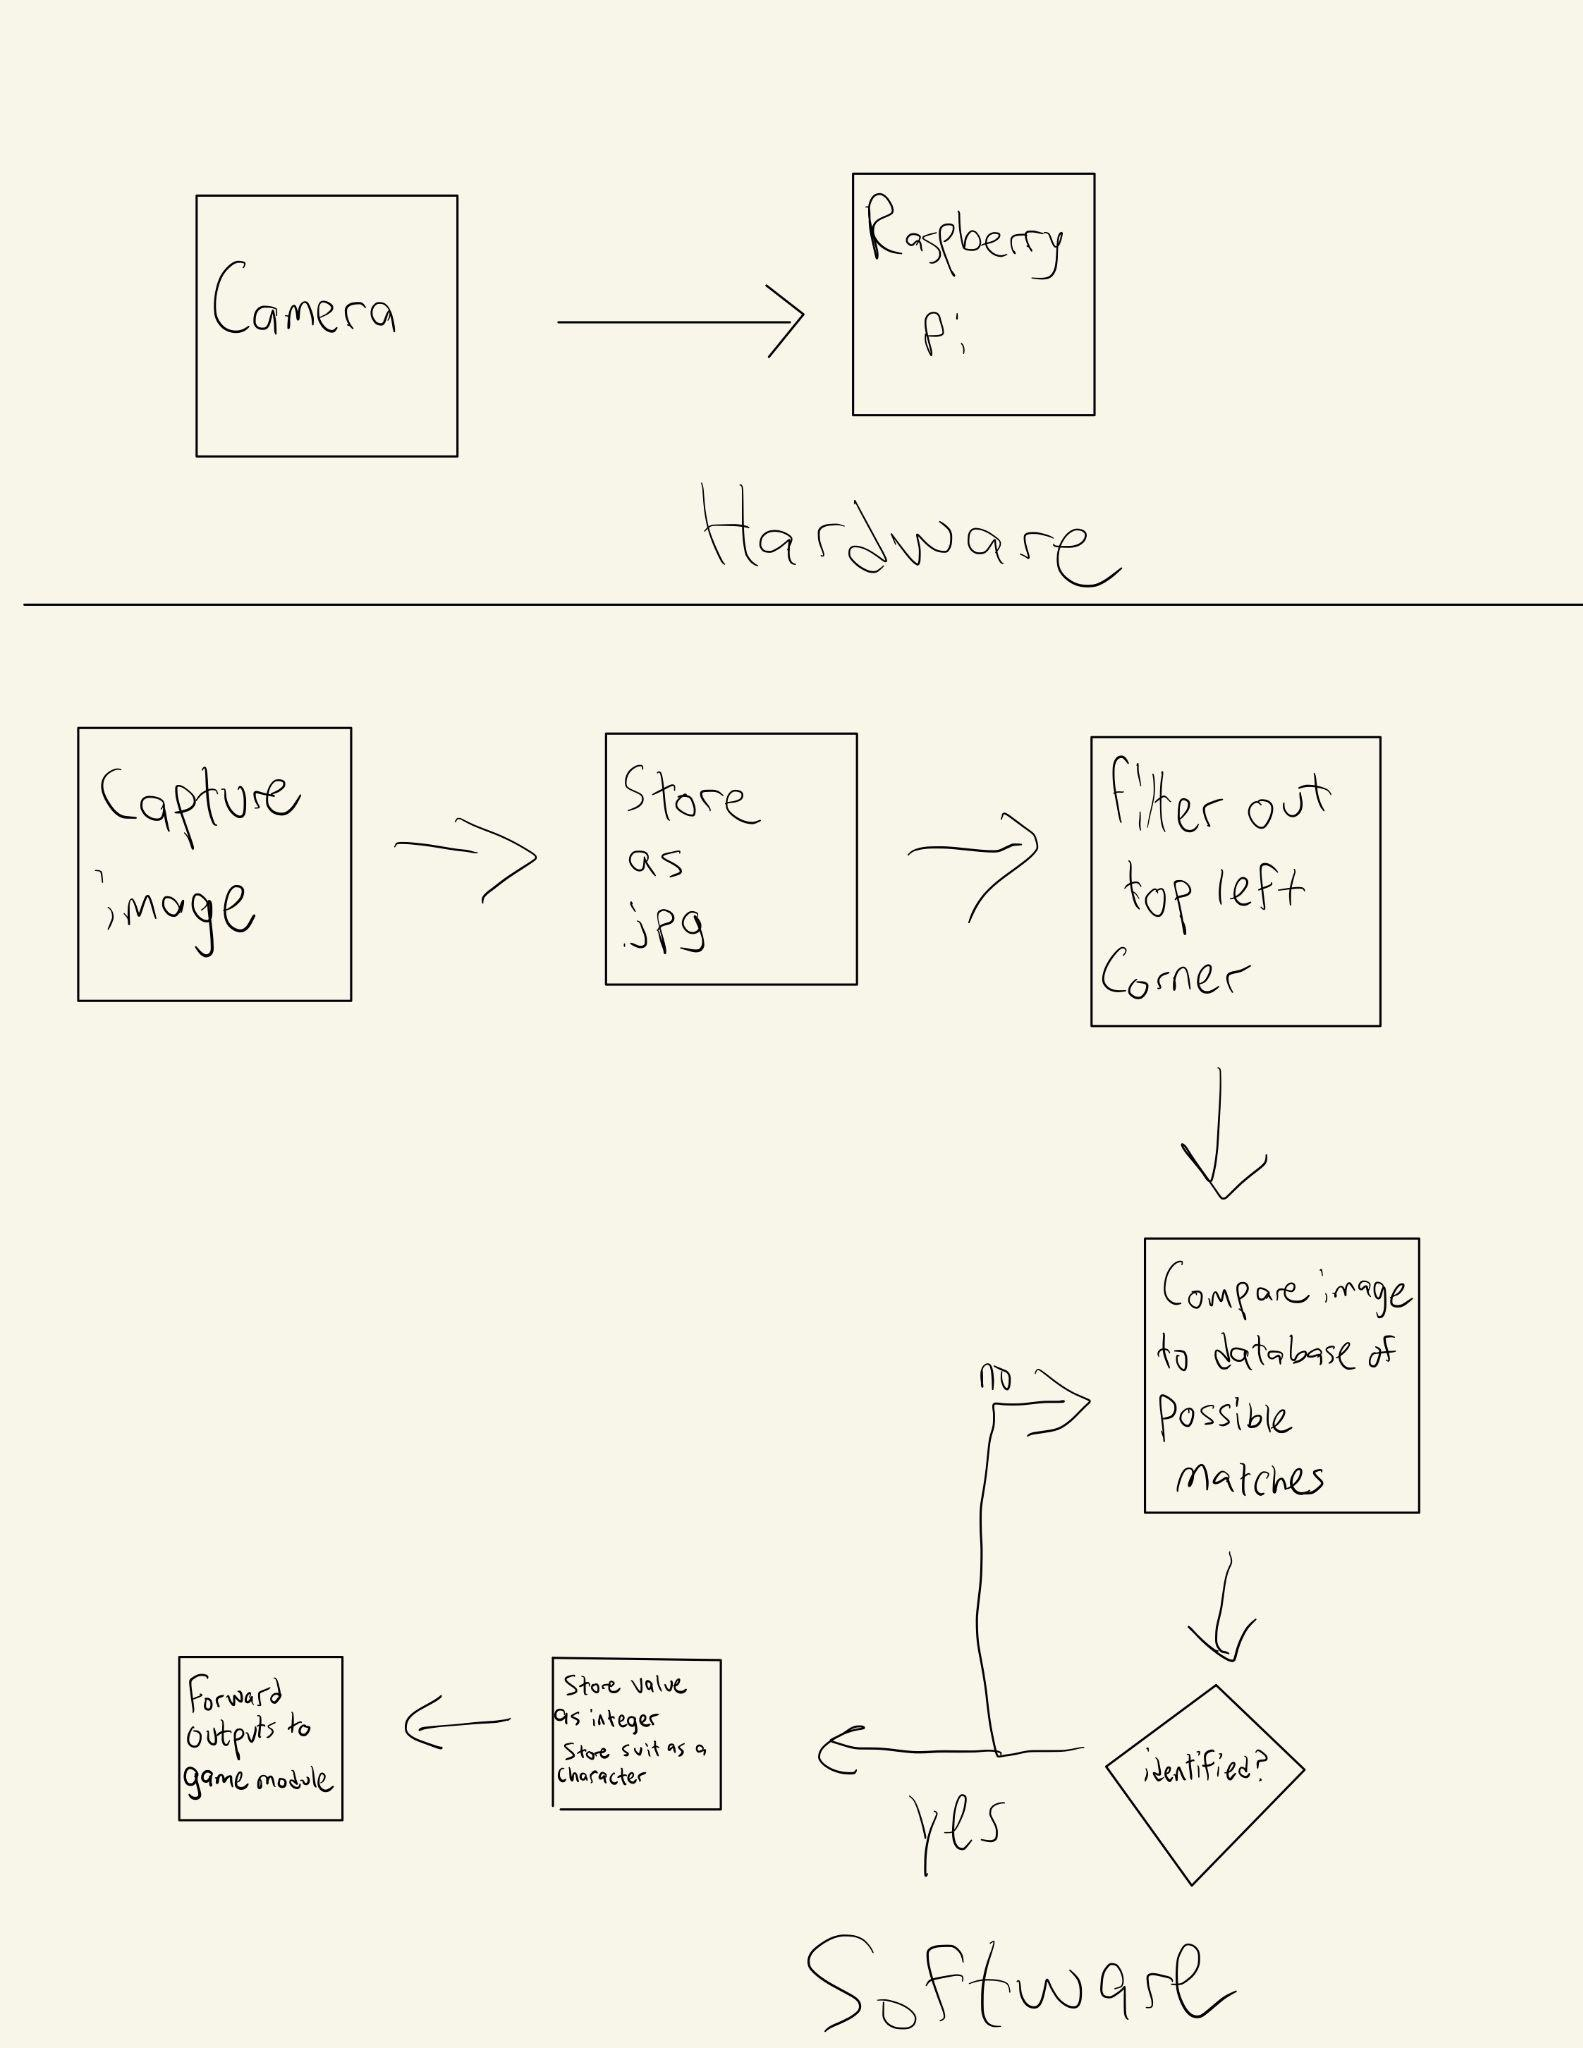 Camera
Raspberry
Pi
Hardware
Capture
image
Store
as
.jpg
filter out
top left
Corner
Compare image
to database of
possible
matches
no
identified?
yes
Store value
as integer
Store suit as a
character
Forward
outputs to
game module
Software